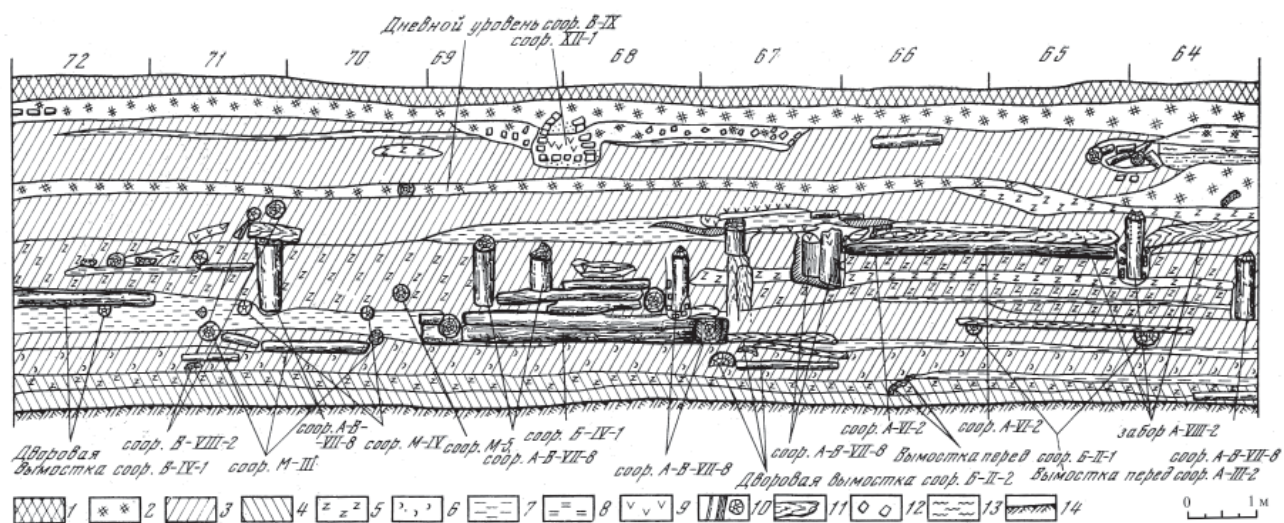 Дневной уровень соор. В-IX
соор. XII-1
72 71 70 69 68 67 66 65 64
соор. А-В-
-VII-8
соор. В-VIII-2
соор. М-IV
соор. М-5
соор. Б-IV-1
соор. А-VI-2
соор. А-VI-2
забор А-VIII-2
Дворовая
вымостка соор. В-IV-1
соор. М-III
соор. А-В-VII-8
соор. А-В-VII-8
соор. А-В-VII-8
Вымостка перед соор. Б-II-1
соор. А-В-VII-8
Дворовая вымостка соор. Б-II-2
Вымостка перед соор. А-III-2
1 2 3 4 5 6 7 8 9 10 11 12 13 14
0 1 м